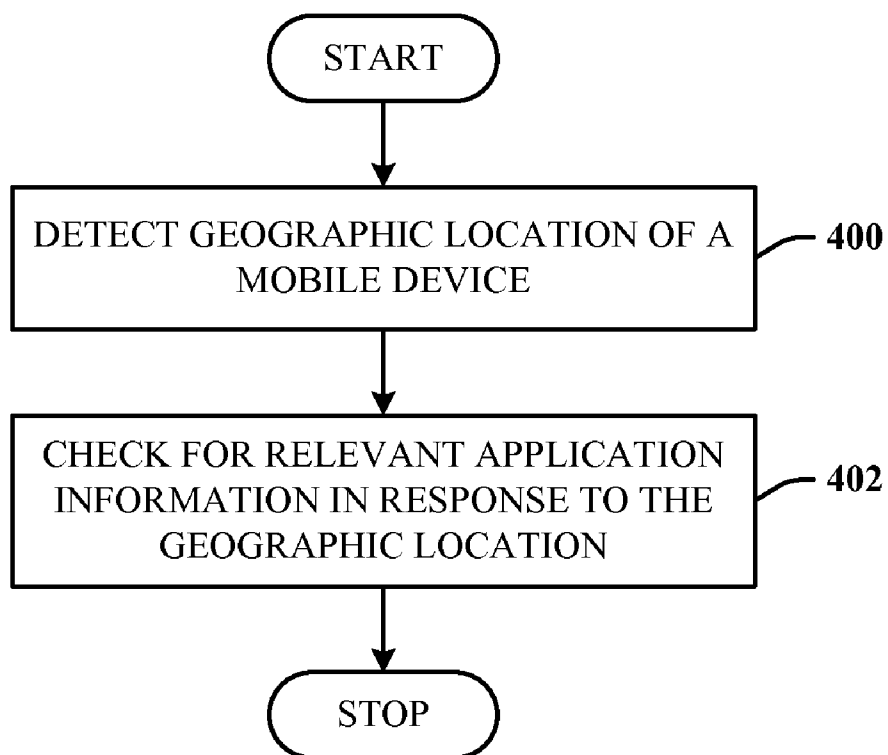 START
DETECT GEOGRAPHIC LOCATION OF A
MOBILE DEVICE
400
CHECK FOR RELEVANT APPLICATION
INFORMATION IN RESPONSE TO THE
GEOGRAPHIC LOCATION
402
STOP